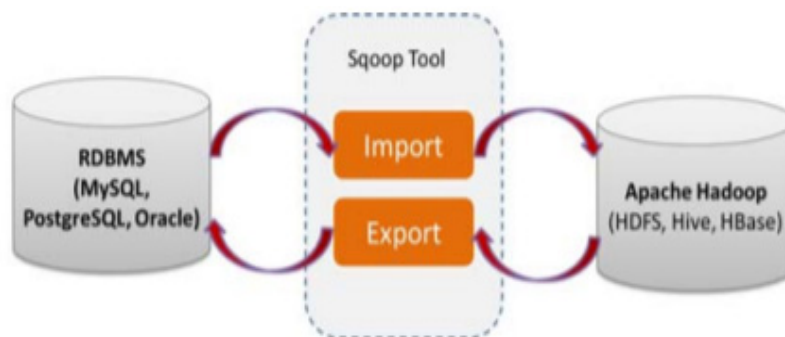 Sqoop Tool
RDBMS
(MySQL,
PostgreSQL, Oracle)
Import
Export
Apache Hadoop
(HDFS, Hive, HBase)